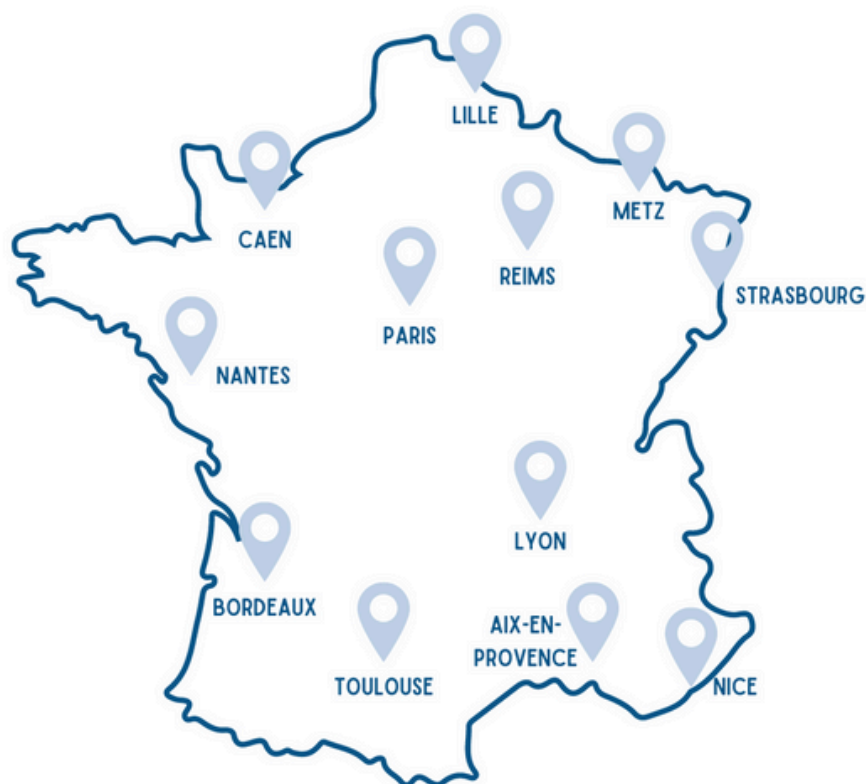 LILLE
METZ
CAEN
REIMS
STRASBOURG
PARIS
NANTES
LYON
BORDEAUX
AIX-EN-
PROVENCE
TOULOUSE
NICE